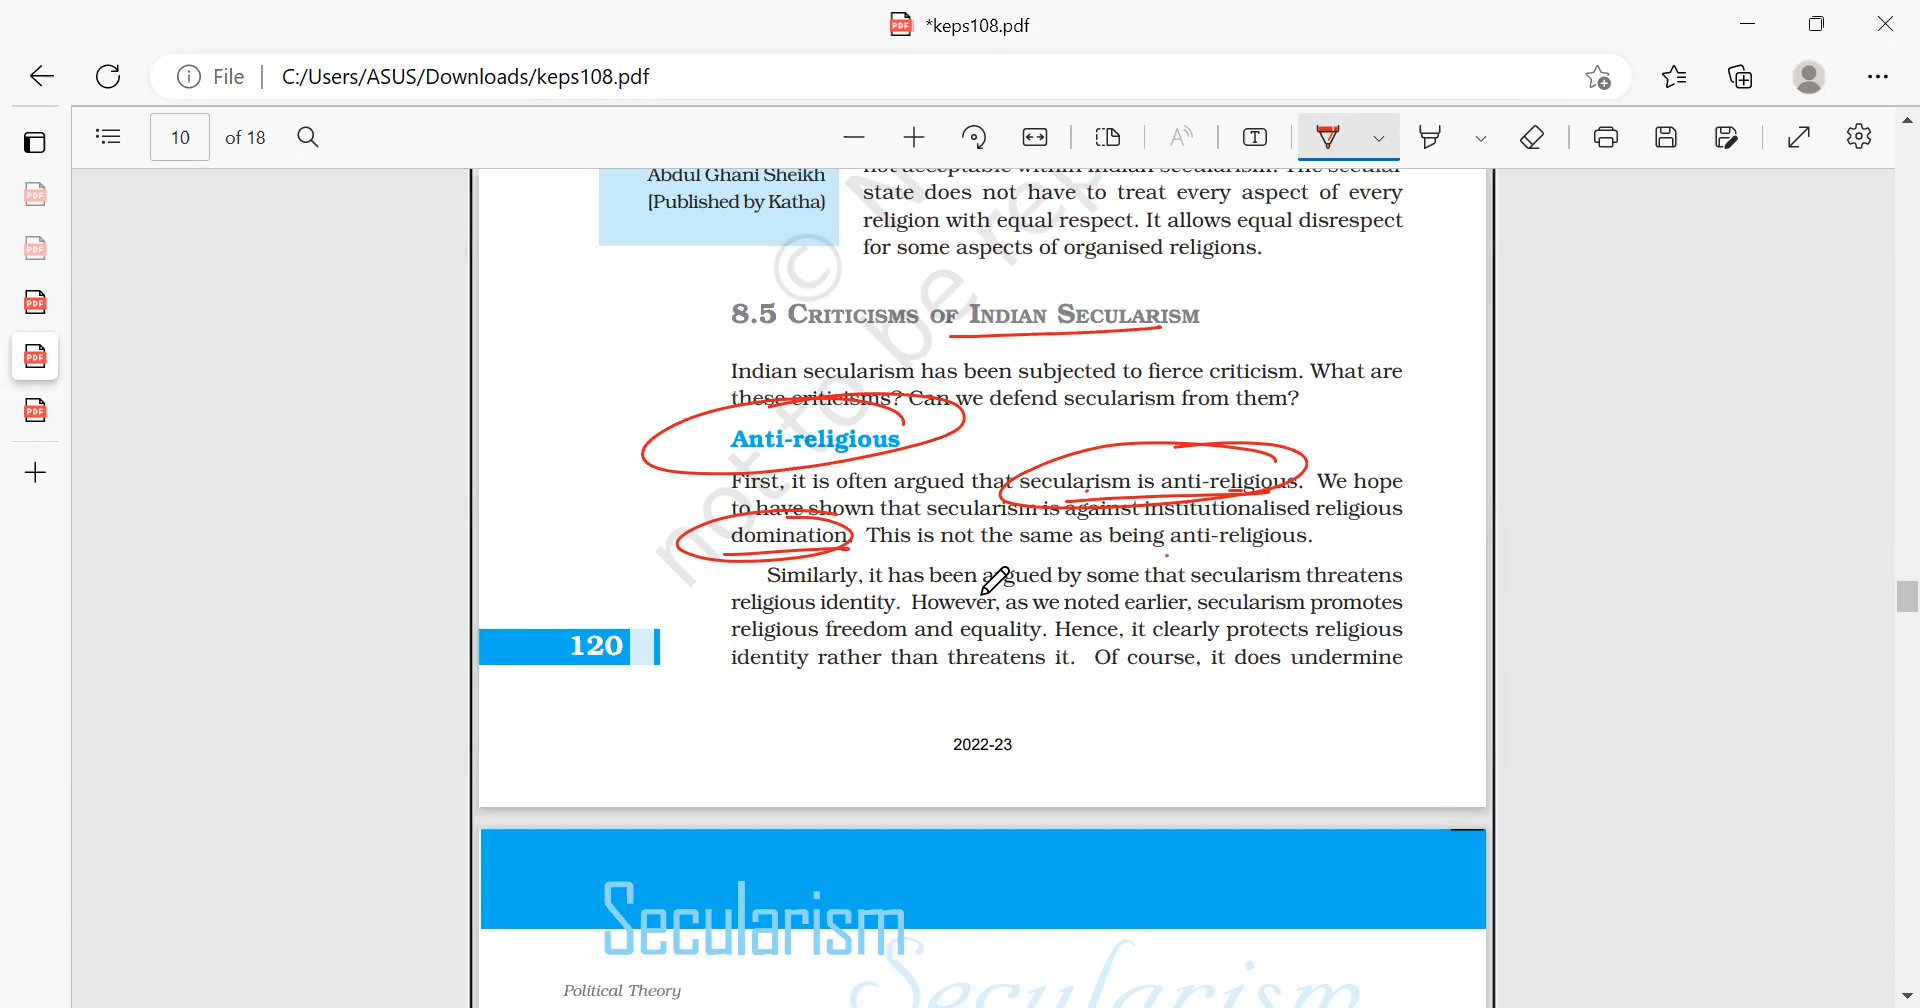 *keps108.pdf
File
C:/Users/ASUS/Downloads/keps108.pdf
10 of 18
Abdul Ghani Sheikh
[Published by Katha)
not acceptable within Indian secularism. The secular
state does not have to treat every aspect of every
religion with equal respect. It allows equal disrespect
for some aspects of organised religions.
8.5 CRITICISMS OF INDIAN SECULARISM
Indian secularism has been subjected to fierce criticism. What are
these criticisms? Can we defend secularism from them?
Anti-religious
First, it is often argued that secularism is anti-religious. We hope
to have shown that secularism is against institutionalised religious
domination. This is not the same as being anti-religious.
Similarly, it has been argued by some that secularism threatens
religious identity. However, as we noted earlier, secularism promotes
religious freedom and equality. Hence, it clearly protects religious
identity rather than threatens it. Of course, it does undermine
120
© N
not to be rep
2022-23
Secularism
Secularism
Political Theory